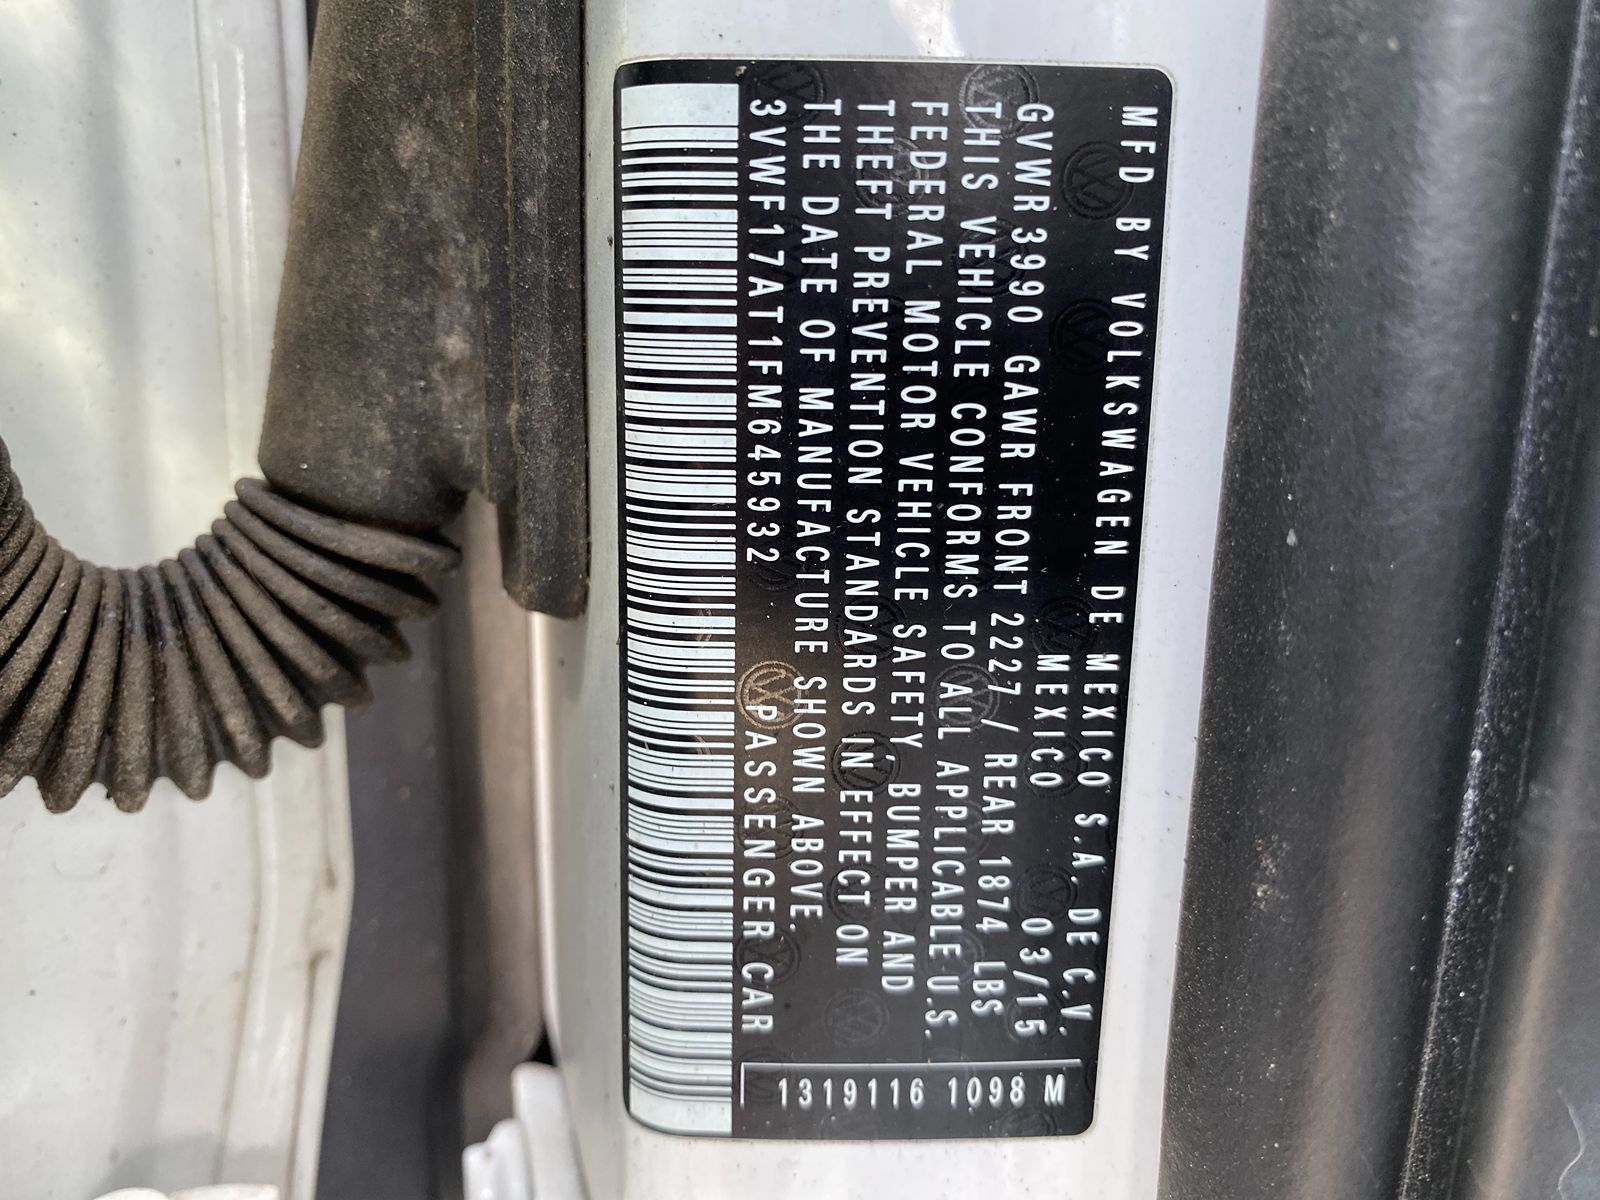 MFD BY VOLKSWAGEN DE MEXICO S.A. DE C.V.
MEXICO 03/15
GVWR 3990 GAWR FRONT 2227 / REAR 1874 LBS
THIS VEHICLE CONFORMS TO ALL APPLICABLE U.S.
FEDERAL MOTOR VEHICLE SAFETY, BUMPER AND
THEFT PREVENTION STANDARDS IN EFFECT ON
THE DATE OF MANUFACTURE SHOWN ABOVE.
3VWF17AT1FM645932 PASSENGER CAR
1319116 1098 M